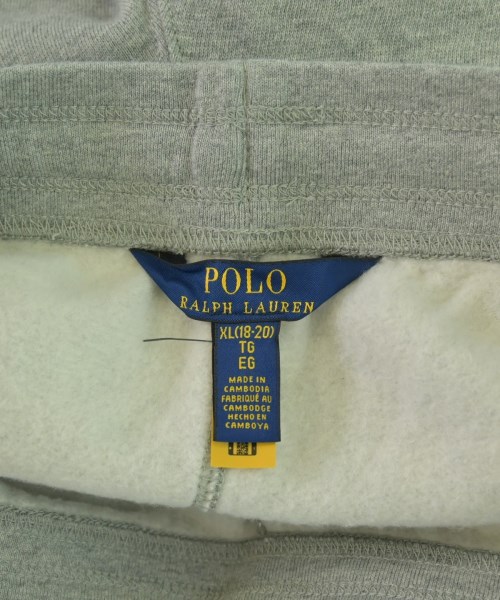 POLO
RALPH LAUREN
XL(18-20)
TG
EG
MADE IN
CAMBODIA
FABRIQUÉ AU
CAMBODGE
HECHO EN
CAMBOYA